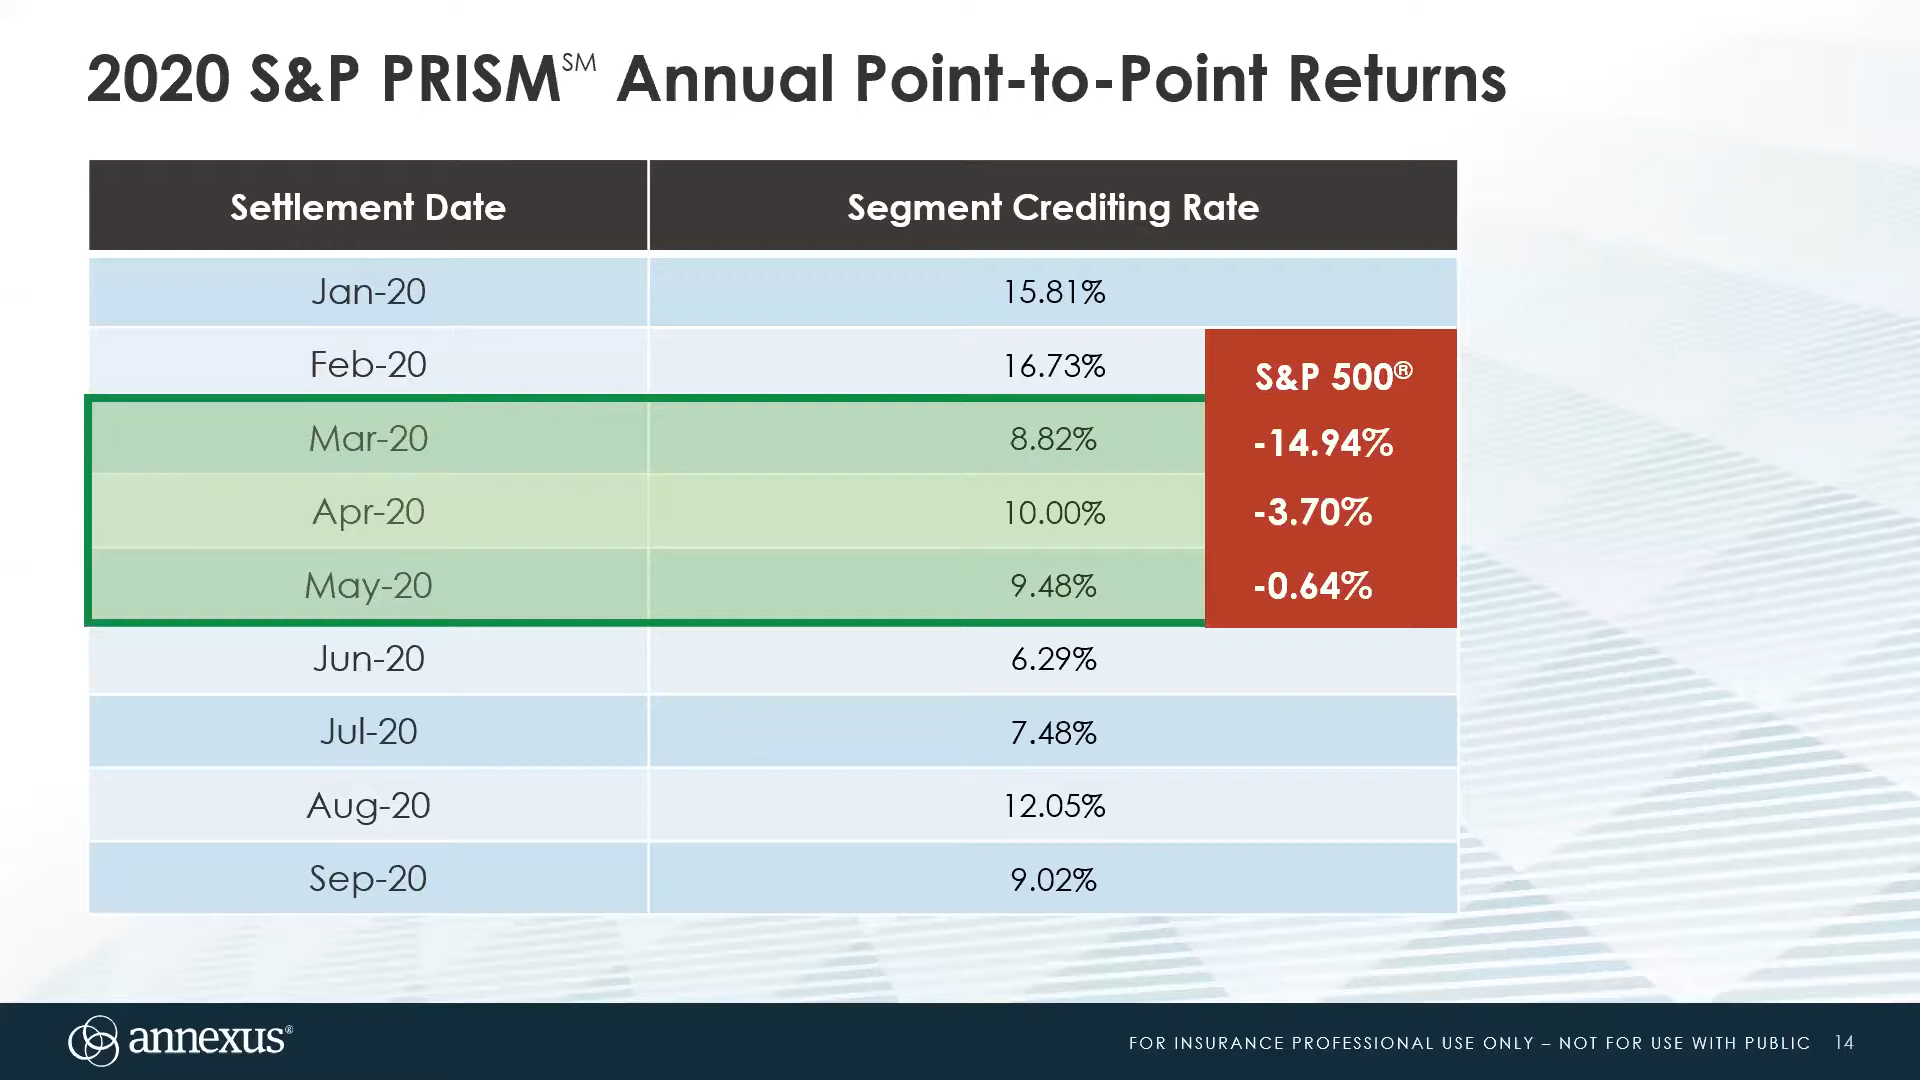 2020 S&P PRISM℠ Annual Point-to-Point Returns
Settlement Date Segment Crediting Rate
Jan-20 15.81%
Feb-20 16.73% S&P 500®
Mar-20 8.82% -14.94%
Apr-20 10.00% -3.70%
May-20 9.48% -0.64%
Jun-20 6.29%
Jul-20 7.48%
Aug-20 12.05%
Sep-20 9.02%
annexus® FOR INSURANCE PROFESSIONAL USE ONLY – NOT FOR USE WITH PUBLIC 14